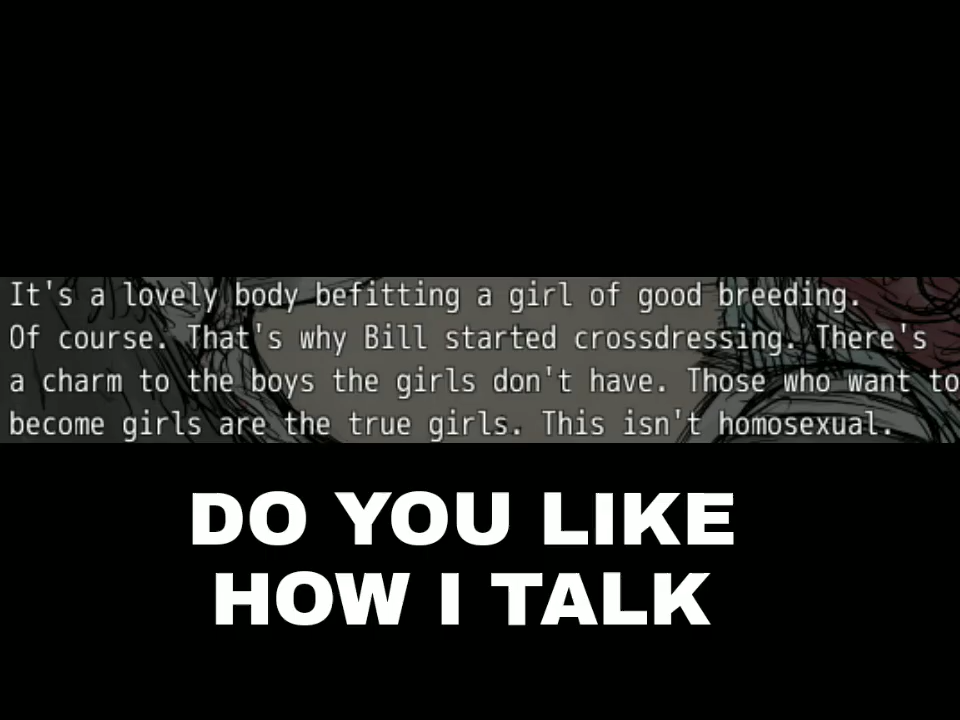 It's a lovely body befitting a girl of good breeding.
Of course. That's why Bill started crossdressing. There's
a charm to the boys the girls don't have. Those who want to
become girls are the true girls. This isn't homosexual.
DO YOU LIKE
HOW I TALK